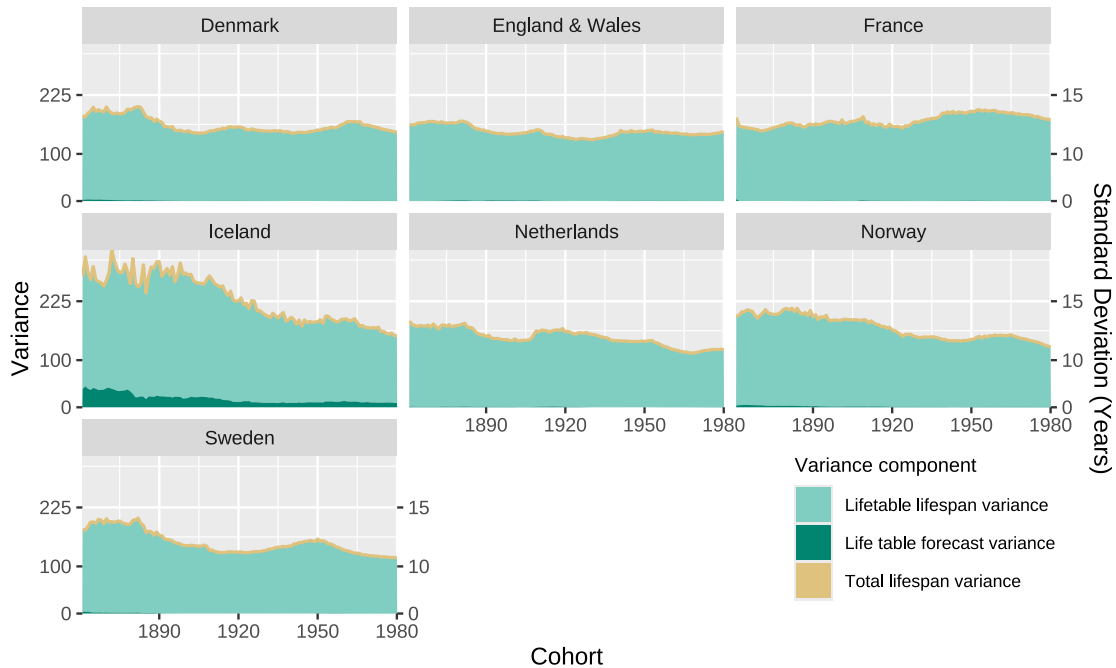 Denmark
England & Wales
France
225
100
0
15
10
0
Iceland
Netherlands
Norway
225
100
0
15
10
0
1890
1920
1950
1980
1890
1920
1950
1980
Sweden
225
100
0
15
10
0
1890
1920
1950
1980
Variance
Standard Deviation (Years)
Cohort
Variance component
Lifetable lifespan variance
Life table forecast variance
Total lifespan variance